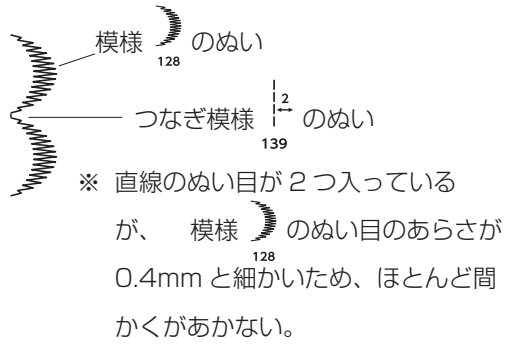 模様 128 のぬい
つなぎ模様 2 139 のぬい
※ 直線のぬい目が 2 つ入っている
が、 模様 128 のぬい目のあらさが
0.4mm と細かいため、ほとんど間
かくがあかない。